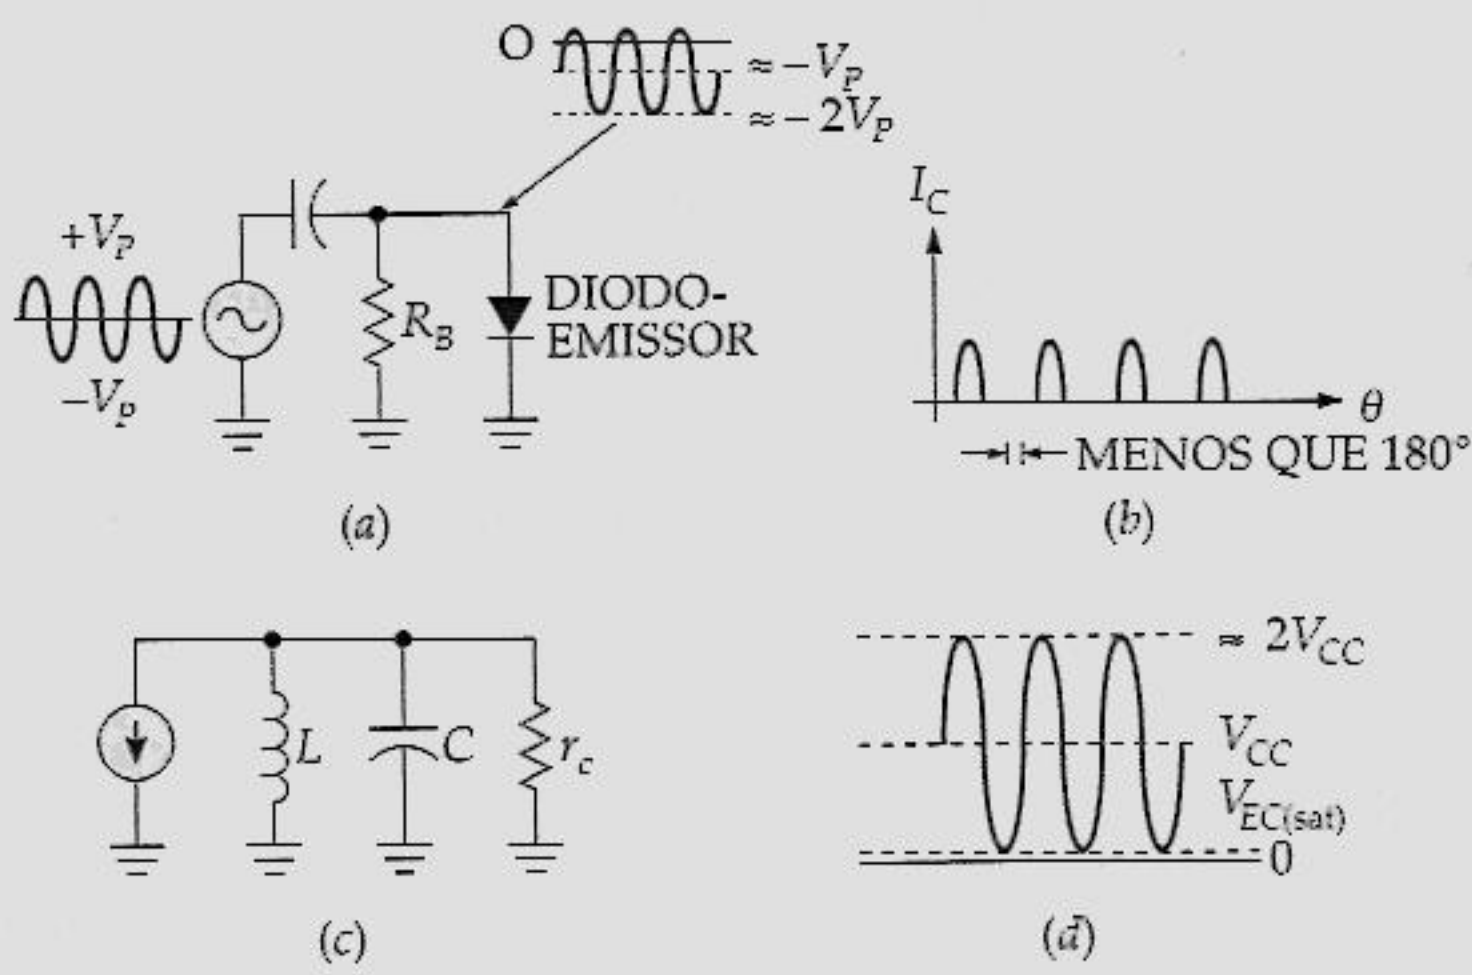 O
≈ −V_P
≈ − 2V_P
+V_P
−V_P
R_B
DIODO-
EMISSOR
(a)
I_C
θ
MENOS QUE 180°
(b)
L
C
r_c
(c)
≈ 2V_CC
V_CC
V_EC(sat)
0
(d)